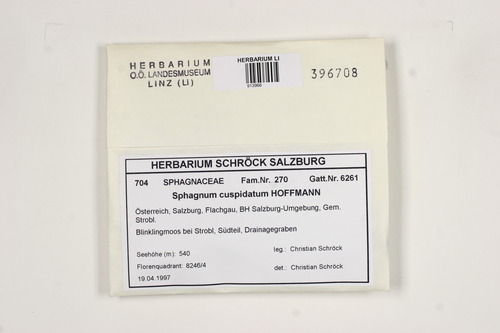 HERBARIUM
O.Ö. LANDESMUSEUM
LINZ (LI)
HERBARIUM LI
913966
396708
HERBARIUM SCHRÖCK SALZBURG
704 SPHAGNACEAE Fam.Nr. 270 Gatt.Nr. 6261
Sphagnum cuspidatum HOFFMANN
Österreich, Salzburg, Flachgau, BH Salzburg-Umgebung, Gem.
Strobl.
Blinklingmoos bei Strobl, Südteil, Drainagegraben
Seehöhe (m): 540 leg.: Christian Schröck
Florenquadrant: 8246/4 det.: Christian Schröck
19.04.1997